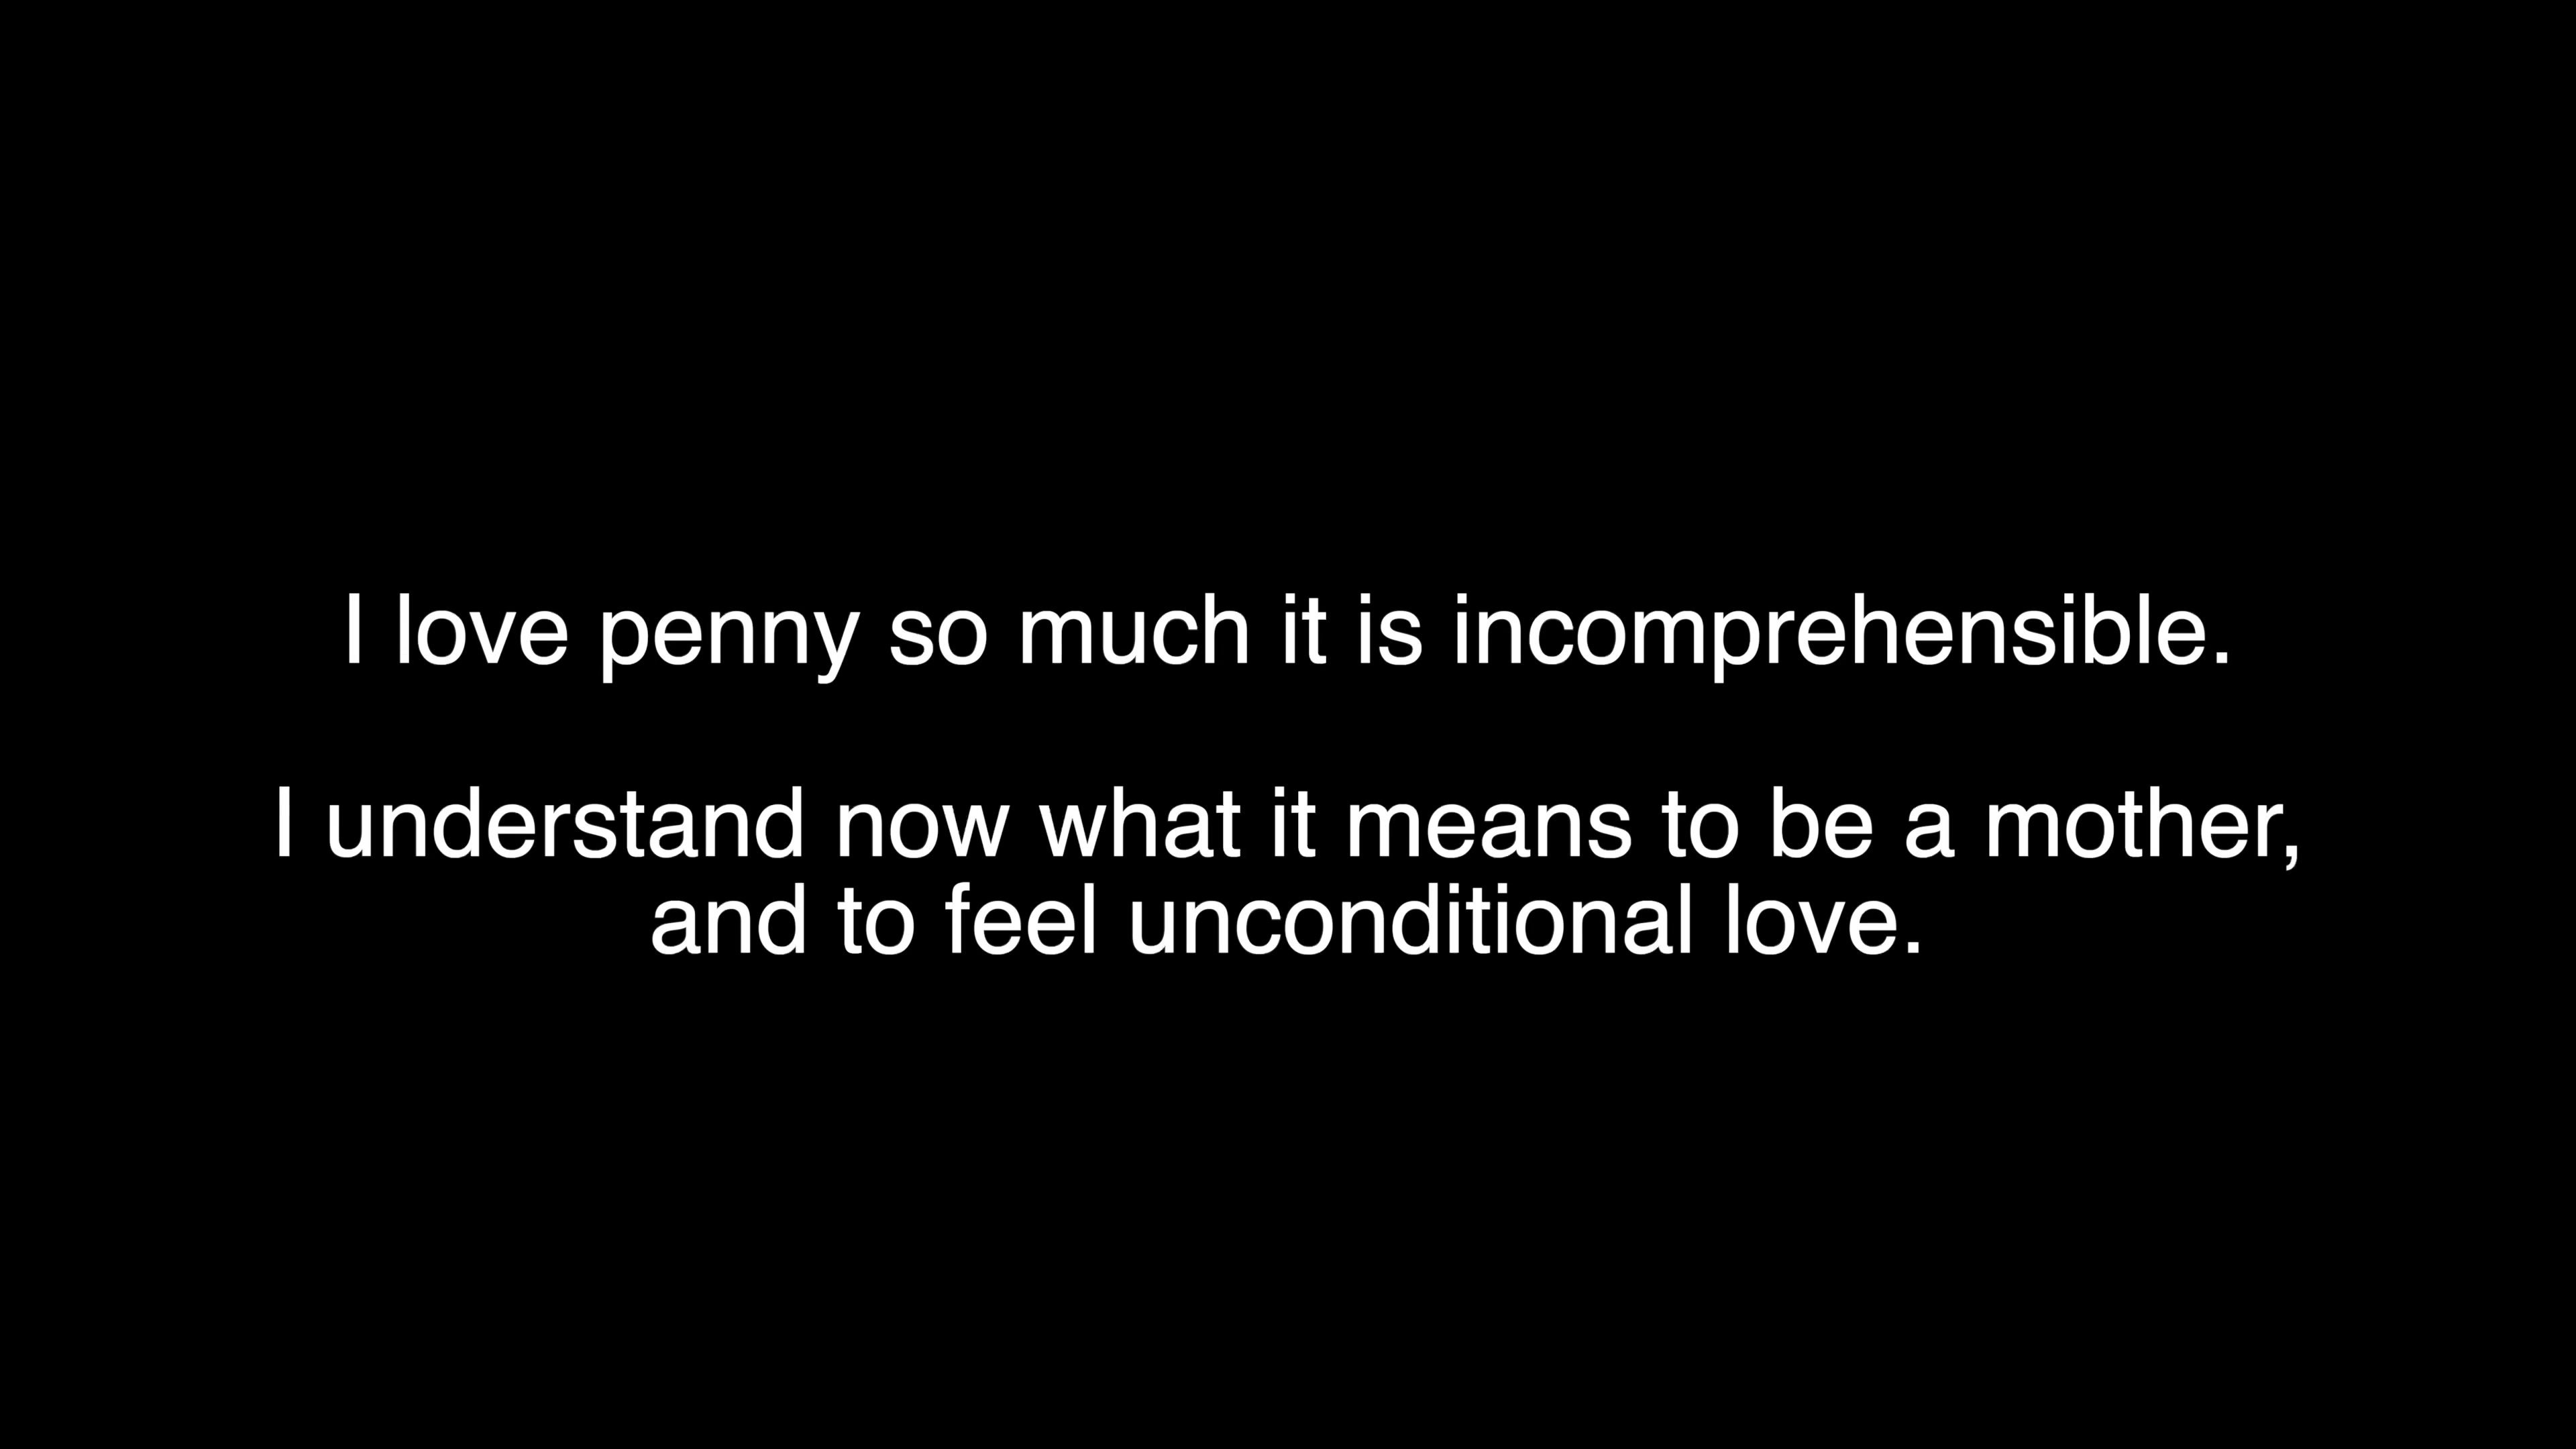 I love penny so much it is incomprehensible.
I understand now what it means to be a mother,
and to feel unconditional love.